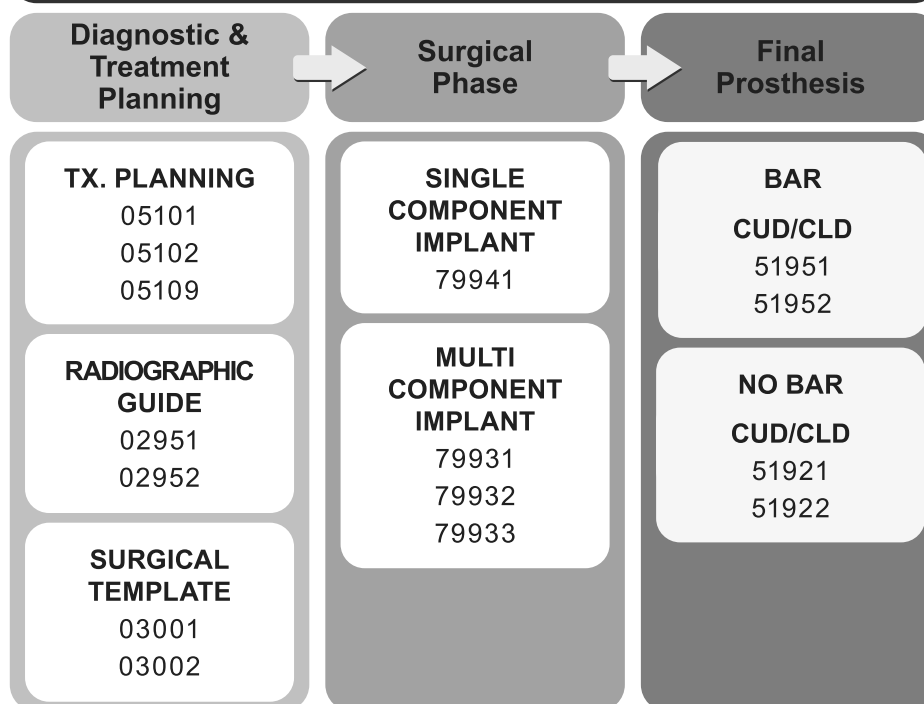 Diagnostic &
Treatment
Planning
Surgical
Phase
Final
Prosthesis
TX. PLANNING
05101
05102
05109
RADIOGRAPHIC
GUIDE
02951
02952
SURGICAL
TEMPLATE
03001
03002
SINGLE
COMPONENT
IMPLANT
79941
MULTI
COMPONENT
IMPLANT
79931
79932
79933
BAR
CUD/CLD
51951
51952
NO BAR
CUD/CLD
51921
51922